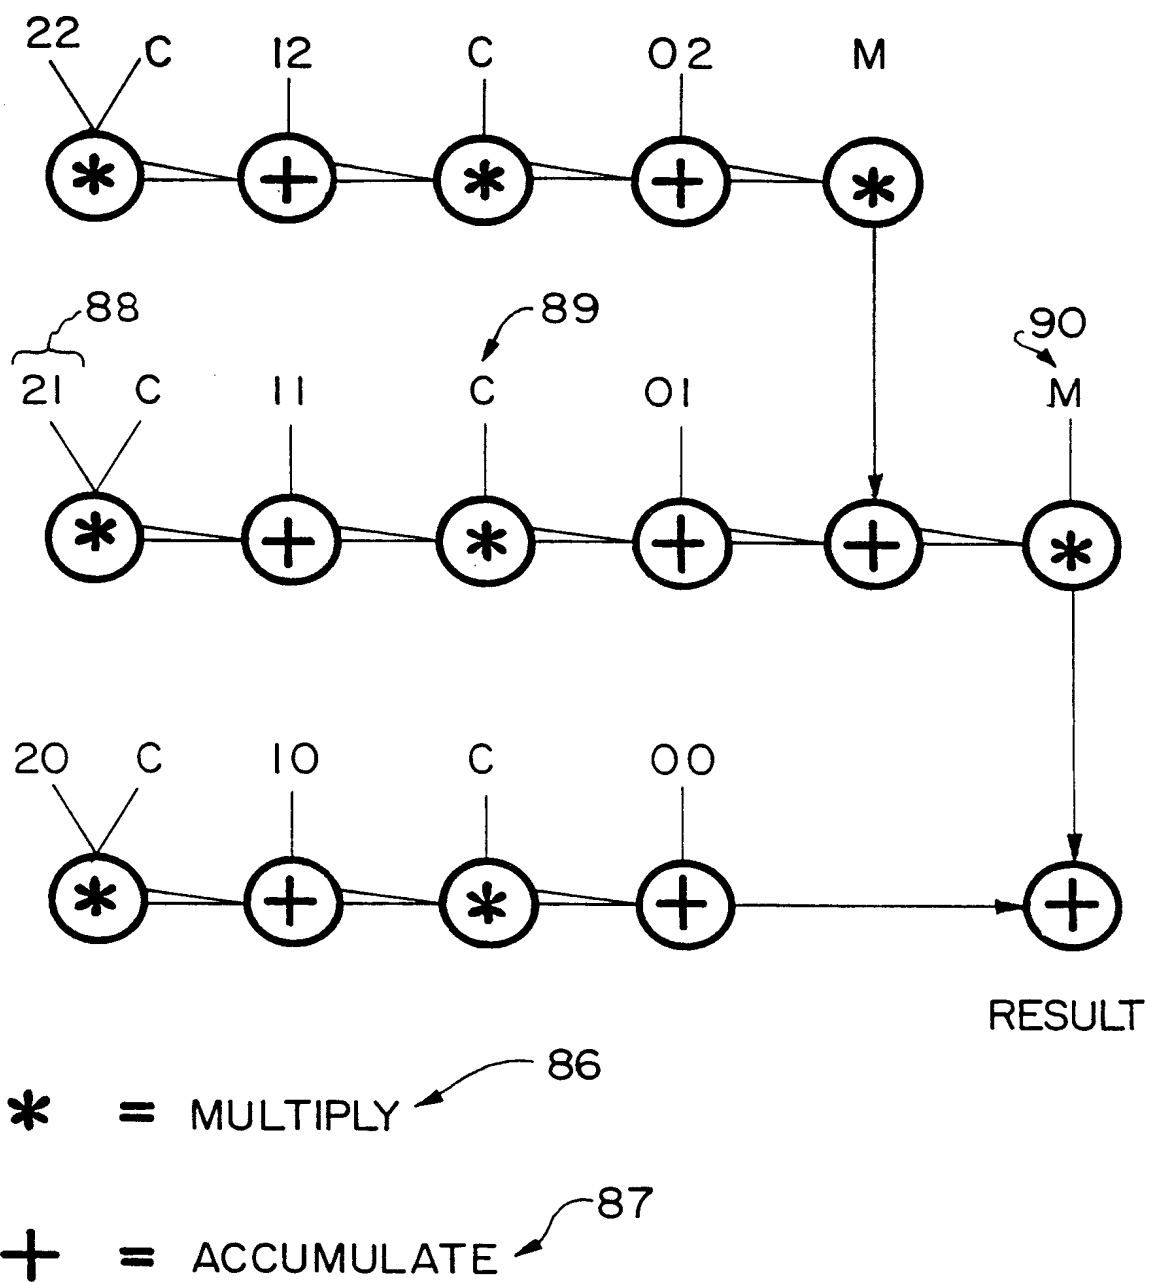 22 C 12 C 02 M
* + * + *
88 89 90
21 C 11 C 01 M
* + * + + *
20 C 10 C 00
* + * + +
RESULT
86
* = MULTIPLY
87
+ = ACCUMULATE